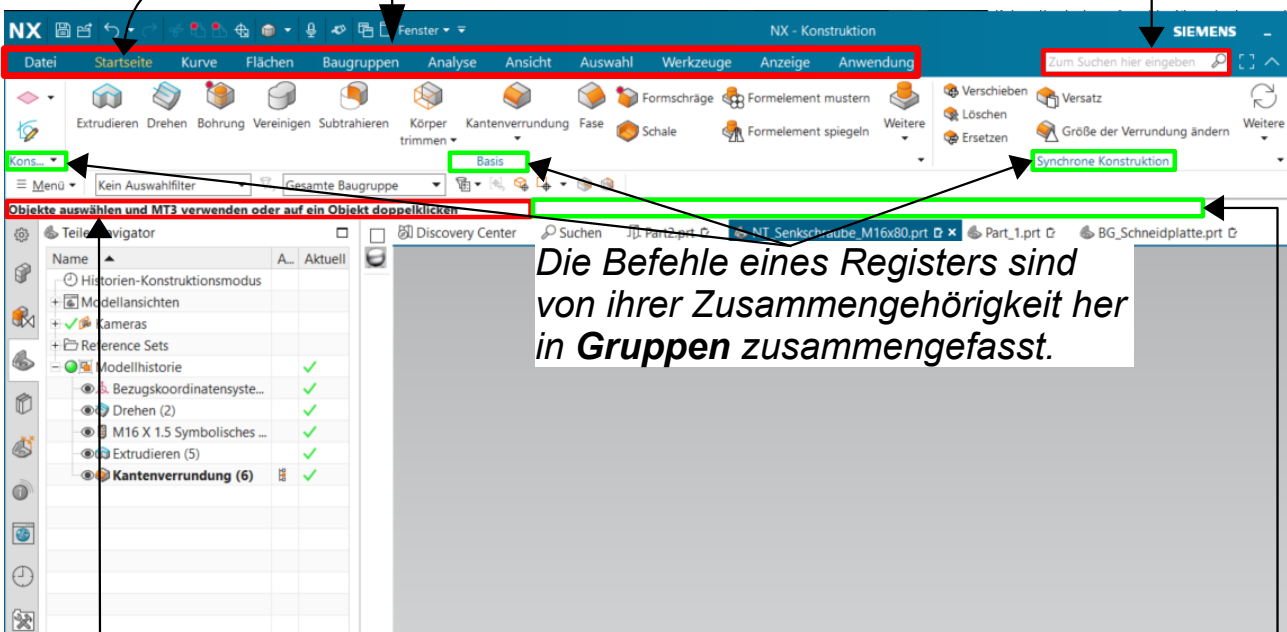 NX
Fenster
NX - Konstruktion
SIEMENS
Datei Startseite Kurve Flächen Baugruppen Analyse Ansicht Auswahl Werkzeuge Anzeige Anwendung
Zum Suchen hier eingeben
Extrudieren Drehen Bohrung Vereinigen Subtrahieren Körper trimmen Kantenverrundung Fase
Formschräge Formelement mustern
Schale Formelement spiegeln
Weitere
Verschieben
Löschen
Ersetzen
Versatz
Größe der Verrundung ändern
Weitere
Kons... Basis Synchrone Konstruktion
Menü Kein Auswahlfilter Gesamte Baugruppe
Objekte auswählen und MT3 verwenden oder auf ein Objekt doppelklicken
Discovery Center Suchen Part2.prt NT_Senkschraube_M16x80.prt Part_1.prt BG_Schneidplatte.prt
Name A... Aktuell
Historien-Konstruktionsmodus
Modellansichten
Kameras
Reference Sets
Modellhistorie
Bezugskoordinatensyste...
Drehen (2)
M16 X 1.5 Symbolisches ...
Extrudieren (5)
Kantenverrundung (6)
Die Befehle eines Registers sind
von ihrer Zusammengehörigkeit her
in Gruppen zusammengefasst.